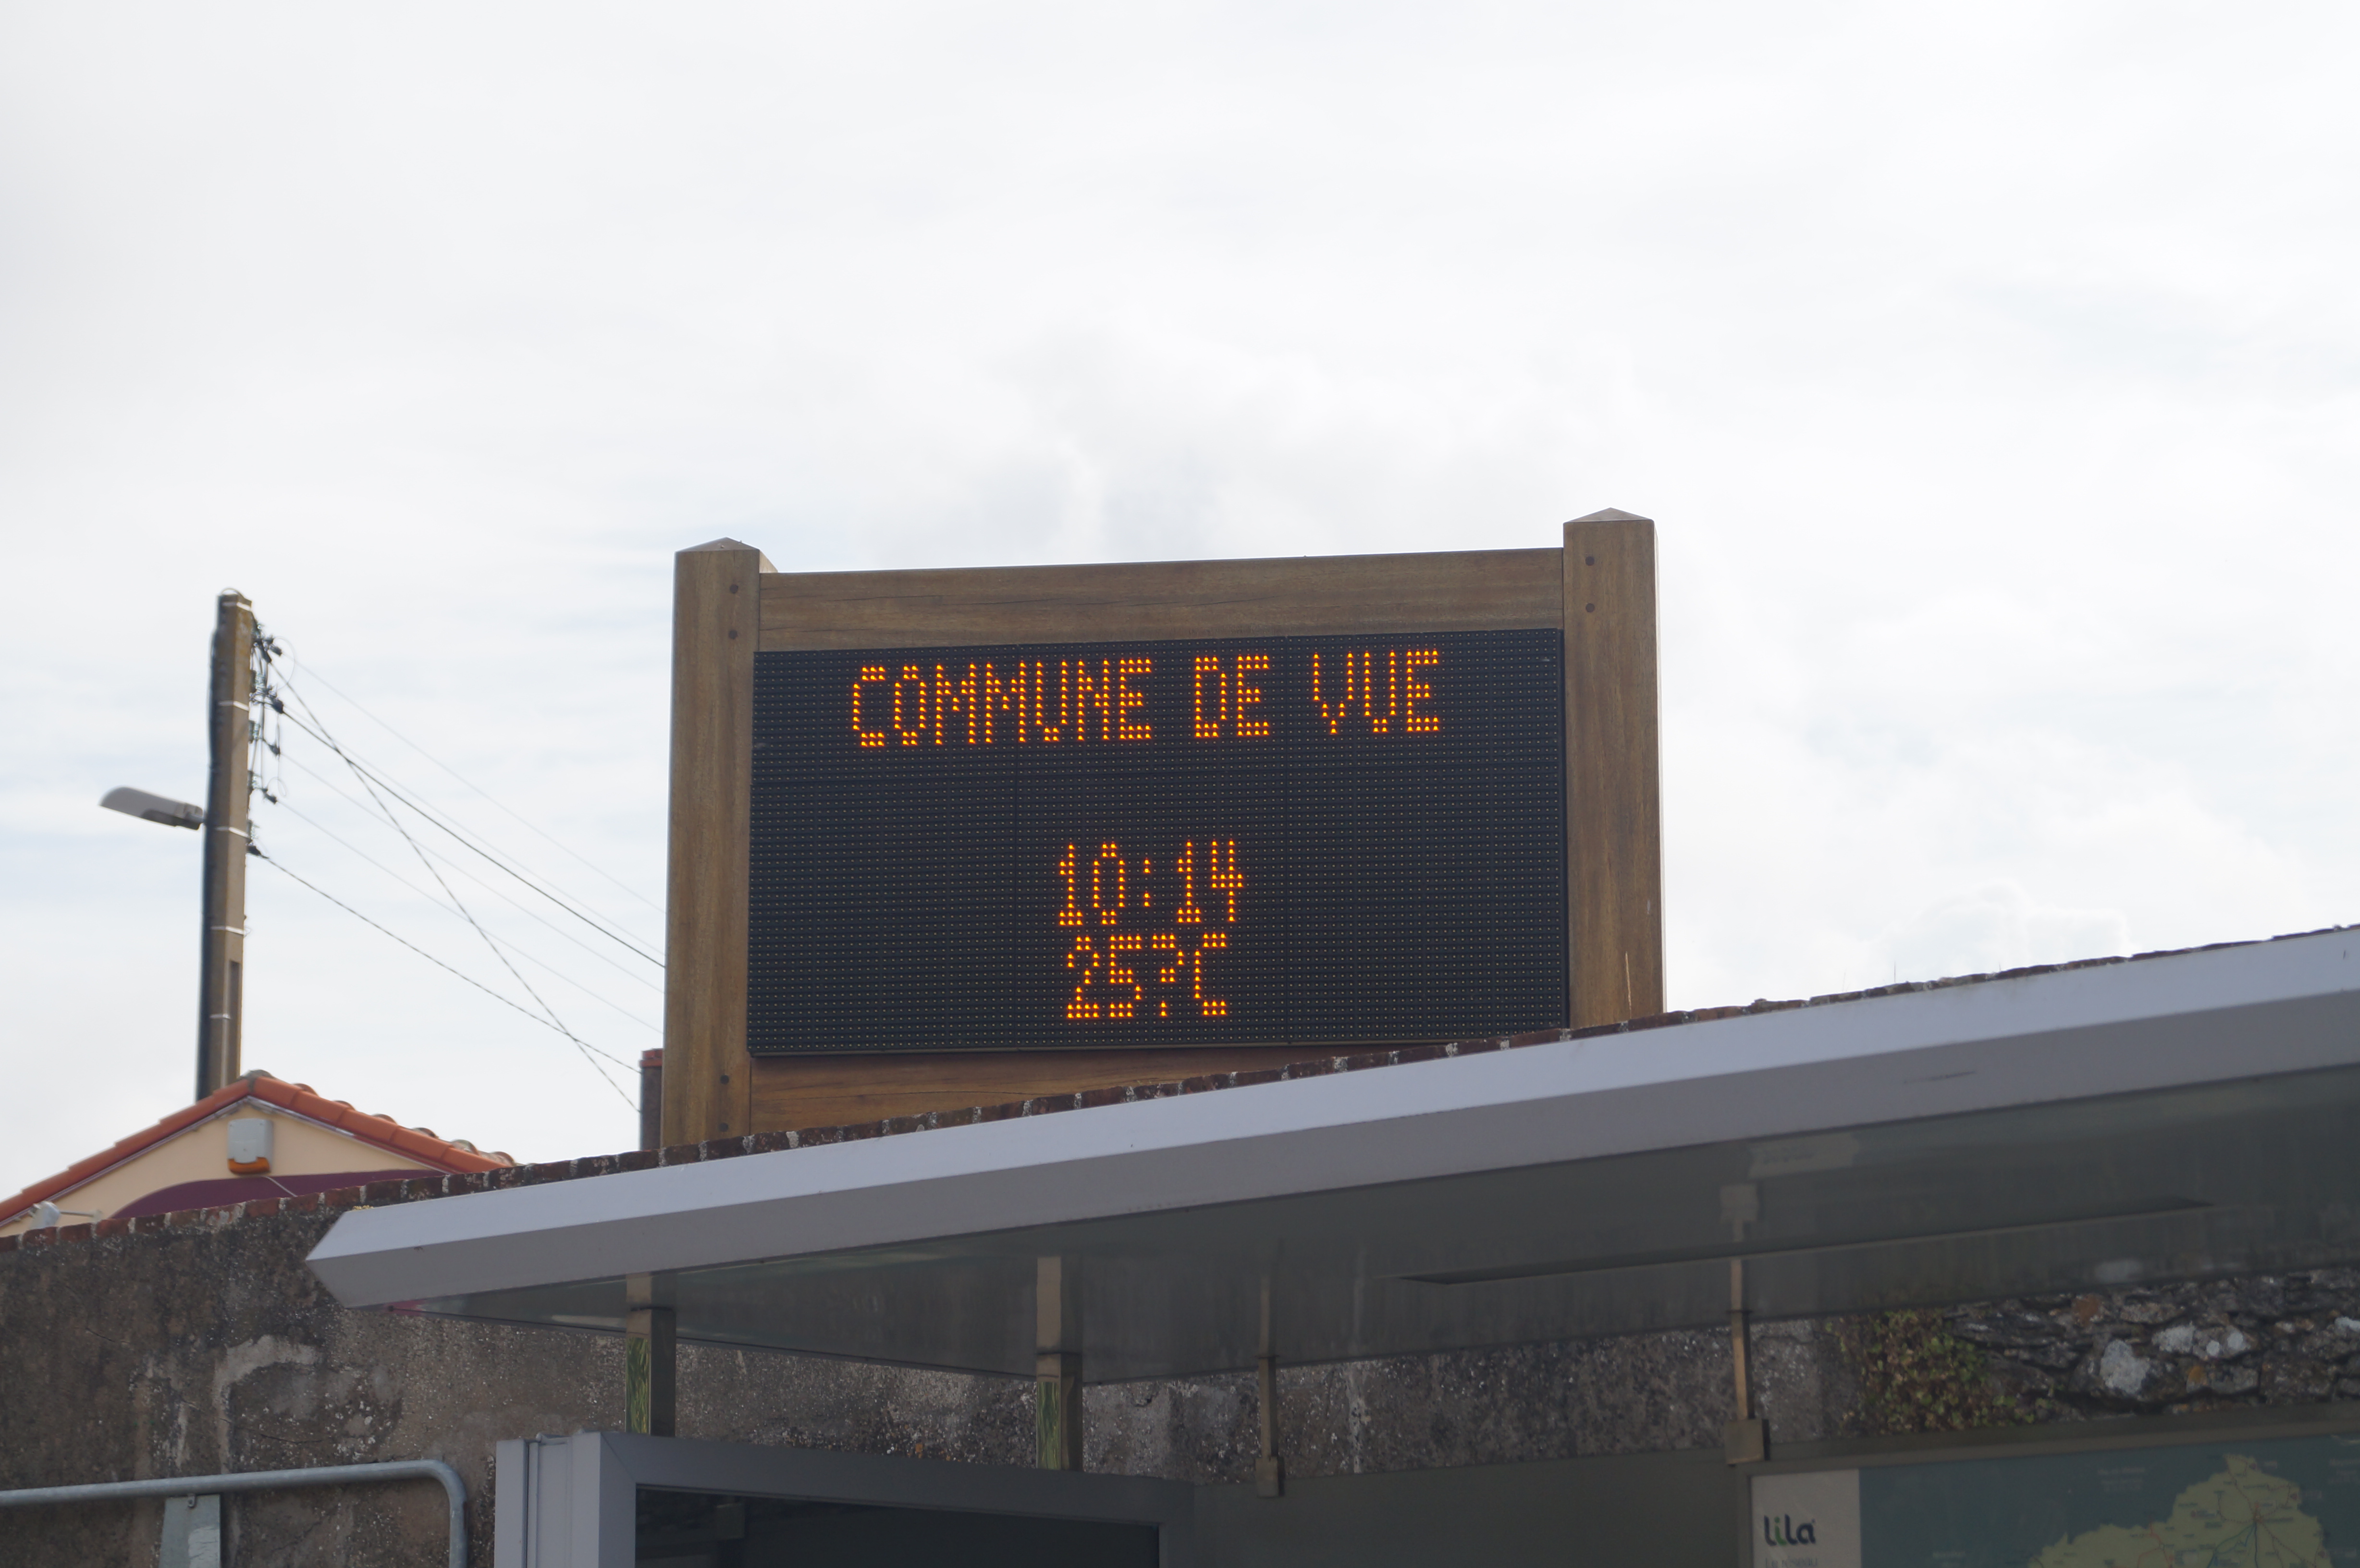 COMMUNE DE VUE
10:14
25?C
lila